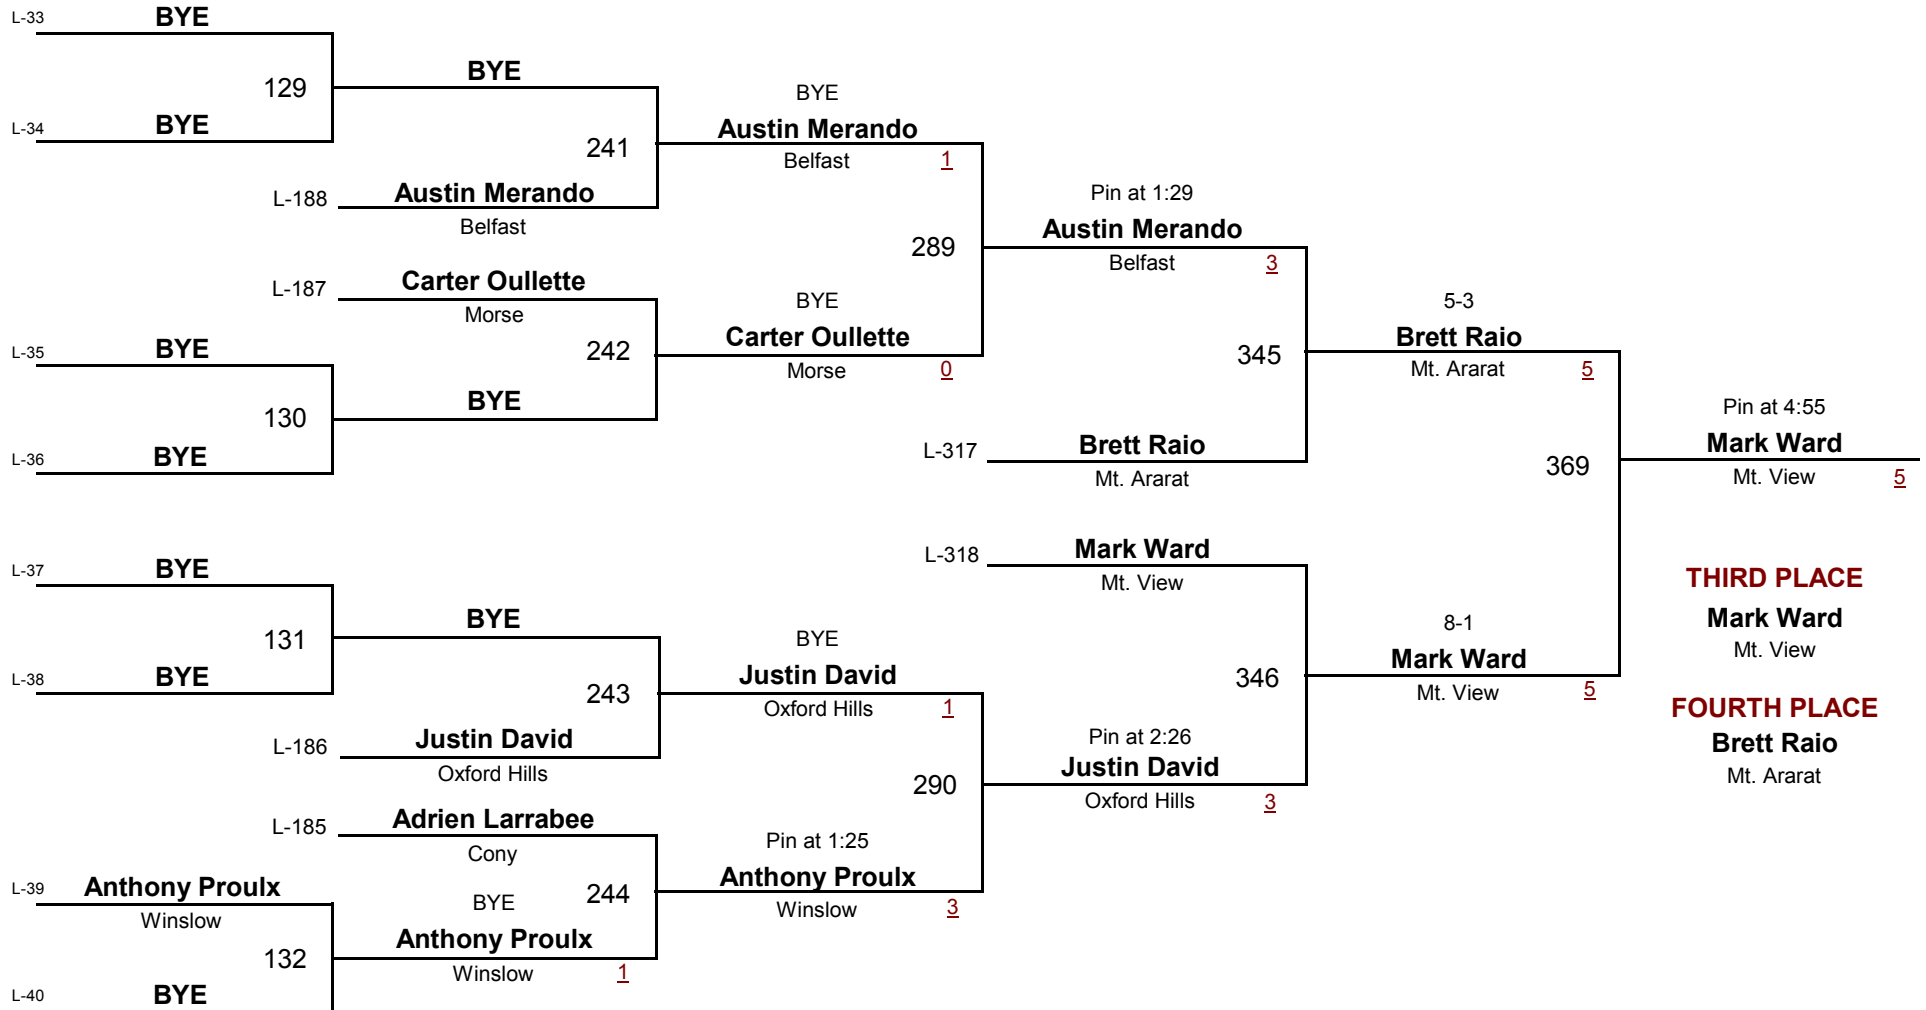 L-33
BYE
129
BYE
L-34
BYE
241
BYE
Austin Merando
Belfast
1
L-188
Austin Merando
Belfast
289
Pin at 1:29
Austin Merando
Belfast
3
L-187
Carter Oullette
Morse
242
BYE
Carter Oullette
Morse
0
L-35
BYE
130
BYE
L-36
BYE
345
5-3
Brett Raio
Mt. Ararat
5
L-317
Brett Raio
Mt. Ararat
369
Pin at 4:55
Mark Ward
Mt. View
5
L-318
Mark Ward
Mt. View
L-37
BYE
131
BYE
L-38
BYE
243
BYE
Justin David
Oxford Hills
1
L-186
Justin David
Oxford Hills
346
8-1
Mark Ward
Mt. View
5
290
Pin at 2:26
Justin David
Oxford Hills
3
L-185
Adrien Larrabee
Cony
244
Pin at 1:25
Anthony Proulx
Winslow
3
L-39
Anthony Proulx
Winslow
132
BYE
Anthony Proulx
Winslow
1
L-40
BYE
THIRD PLACE
Mark Ward
Mt. View
FOURTH PLACE
Brett Raio
Mt. Ararat